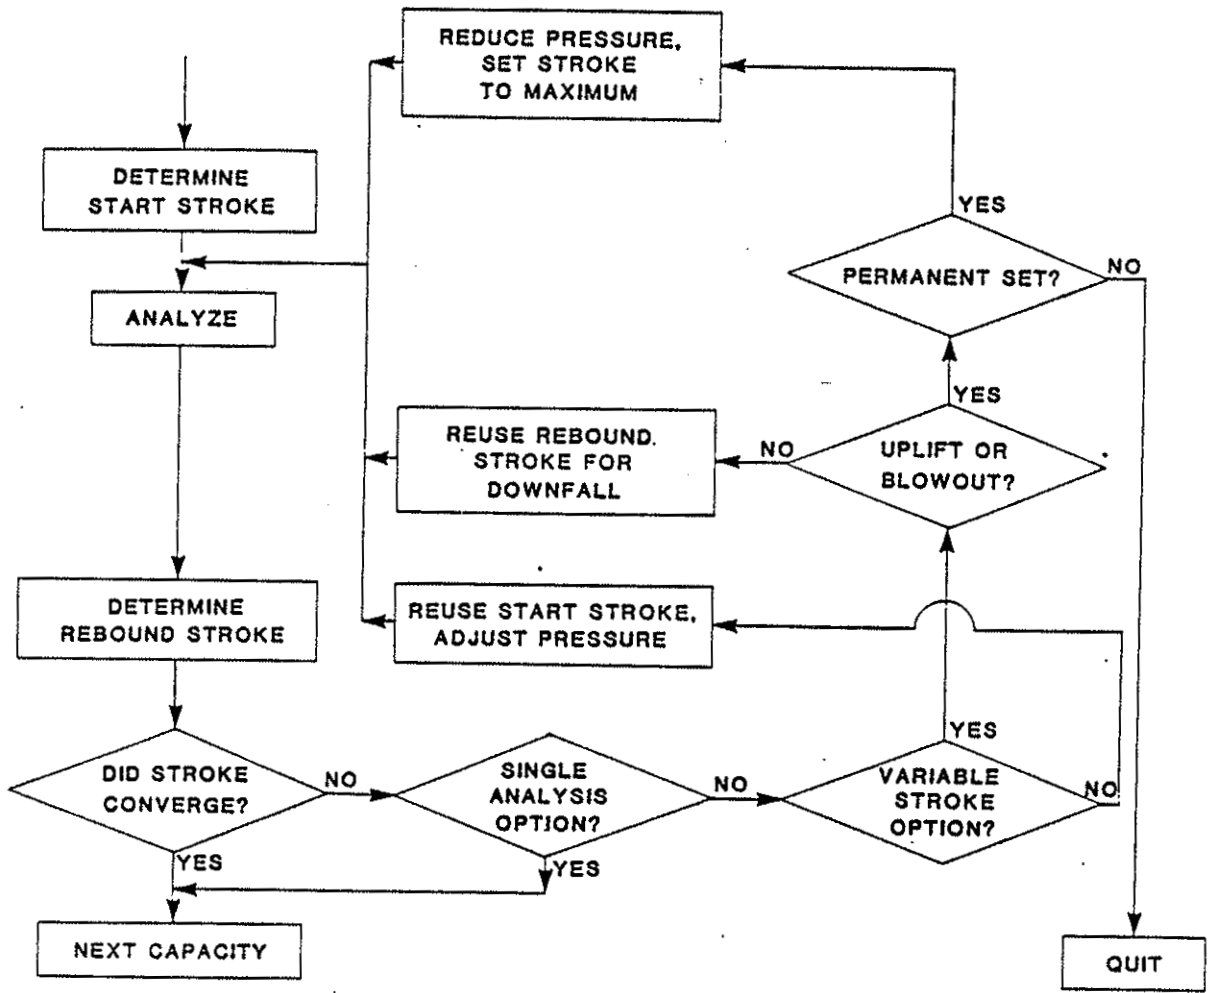 REDUCE PRESSURE,
SET STROKE
TO MAXIMUM
DETERMINE
START STROKE
YES
PERMANENT SET?
NO
ANALYZE
YES
REUSE REBOUND.
STROKE FOR
DOWNFALL
NO
UPLIFT OR
BLOWOUT?
DETERMINE
REBOUND STROKE
REUSE START STROKE,
ADJUST PRESSURE
YES
DID STROKE
CONVERGE?
NO
SINGLE
ANALYSIS
OPTION?
NO
VARIABLE
STROKE
OPTION?
NO
YES
YES
NEXT CAPACITY
QUIT